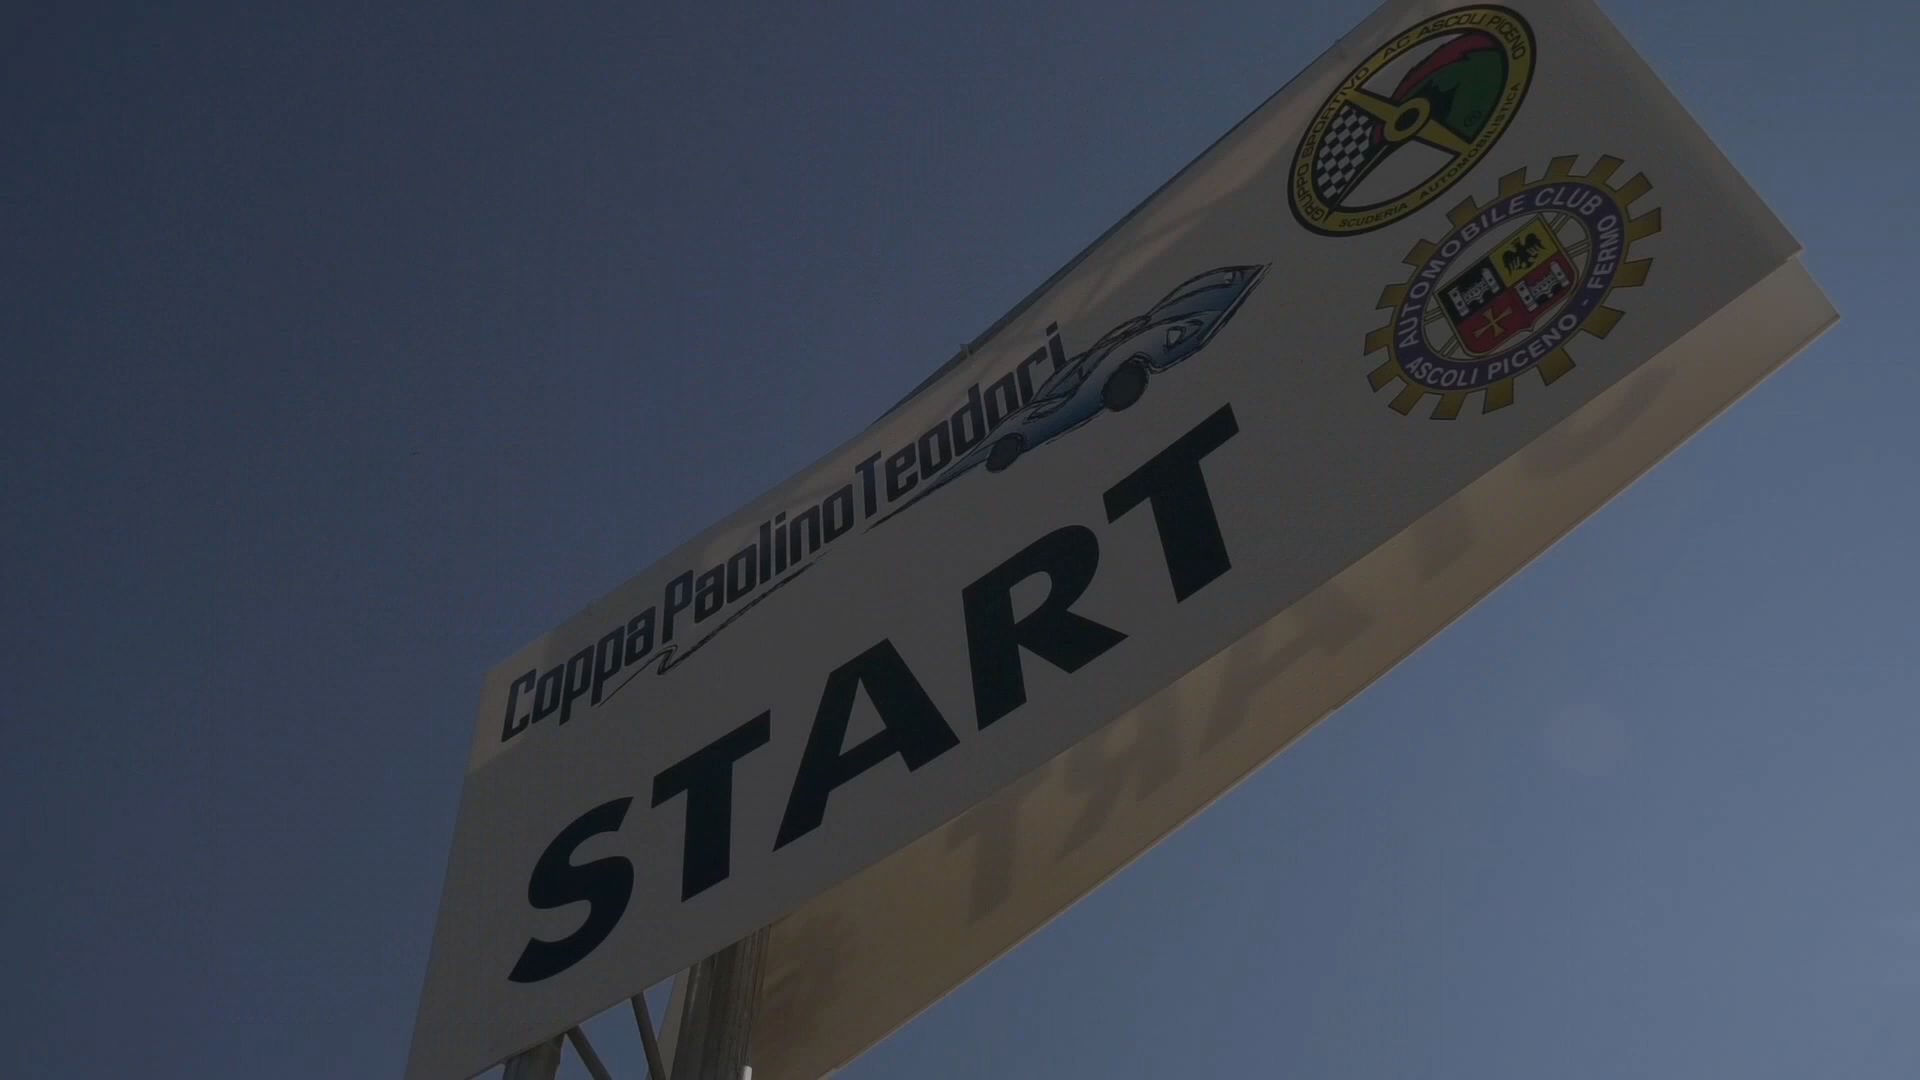 GRUPPO SPORTIVO AC ASCOLI PICENO
SCUDERIA AUTOMOBILISTICA
AUTOMOBILE CLUB
ASCOLI PICENO - FERMO
Coppa Paolino Teodori
START